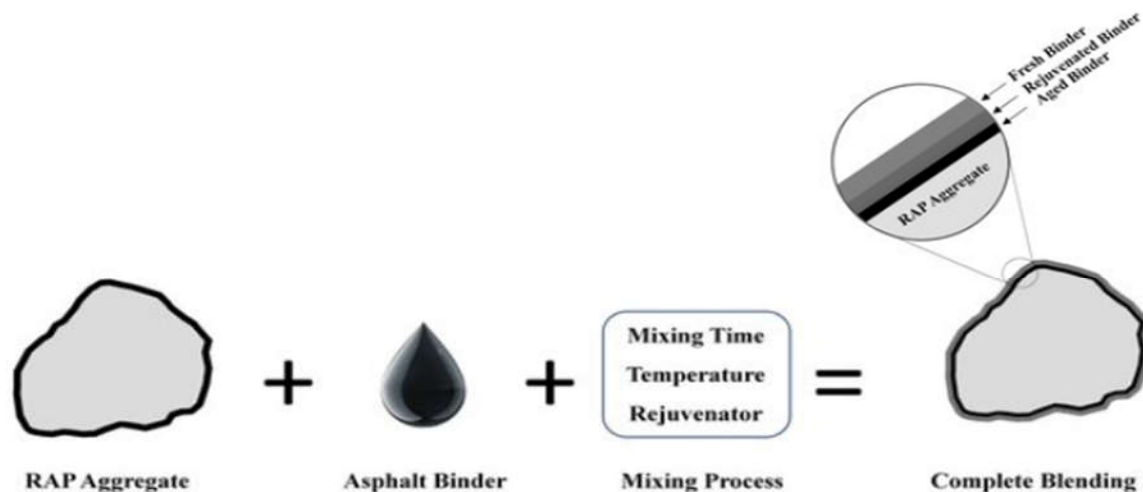 Fresh Binder
Rejuvenated Binder
Aged Binder
RAP Aggregate
Mixing Time
Temperature
Rejuvenator
RAP Aggregate
Asphalt Binder
Mixing Process
Complete Blending